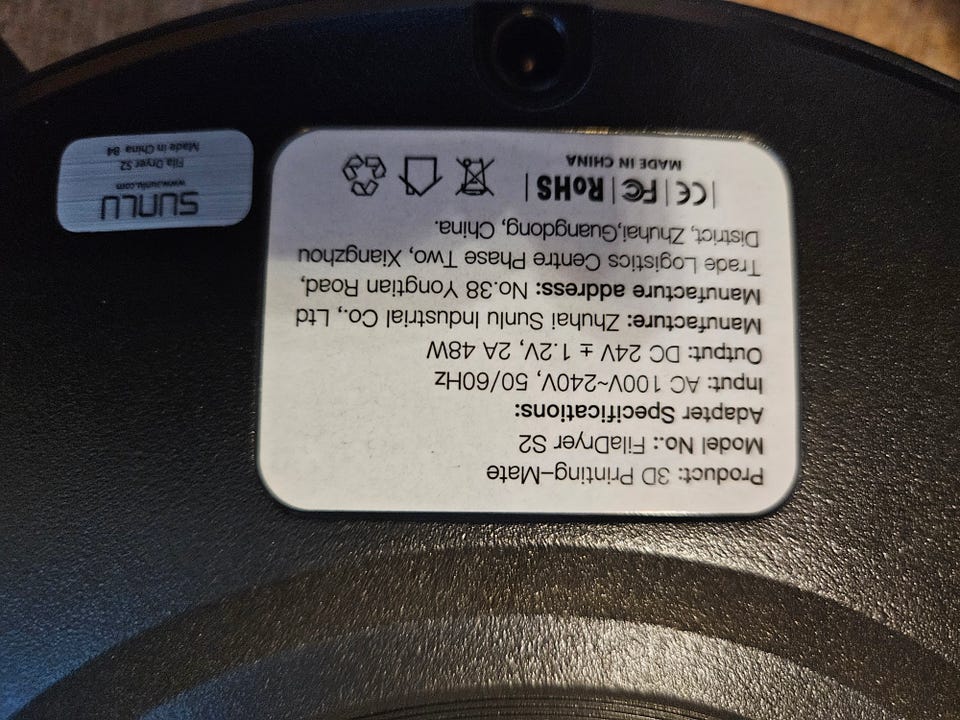 Product: 3D Printing-Mate
Model No.: FilaDryer S2
Adapter Specifications:
Input: AC 100V~240V, 50/60Hz
Output: DC 24V ± 1.2V, 2A 48W
Manufacture: Zhuhai Sunlu Industrial Co., Ltd
Manufacture address: No.38 Yongtian Road,
Trade Logistics Centre Phase Two, Xiangzhou
District, Zhuhai,Guangdong, China.
CE FC RoHS
MADE IN CHINA
SUNLU
www.sunlu.com
Fila Dryer S2
Made in China 84